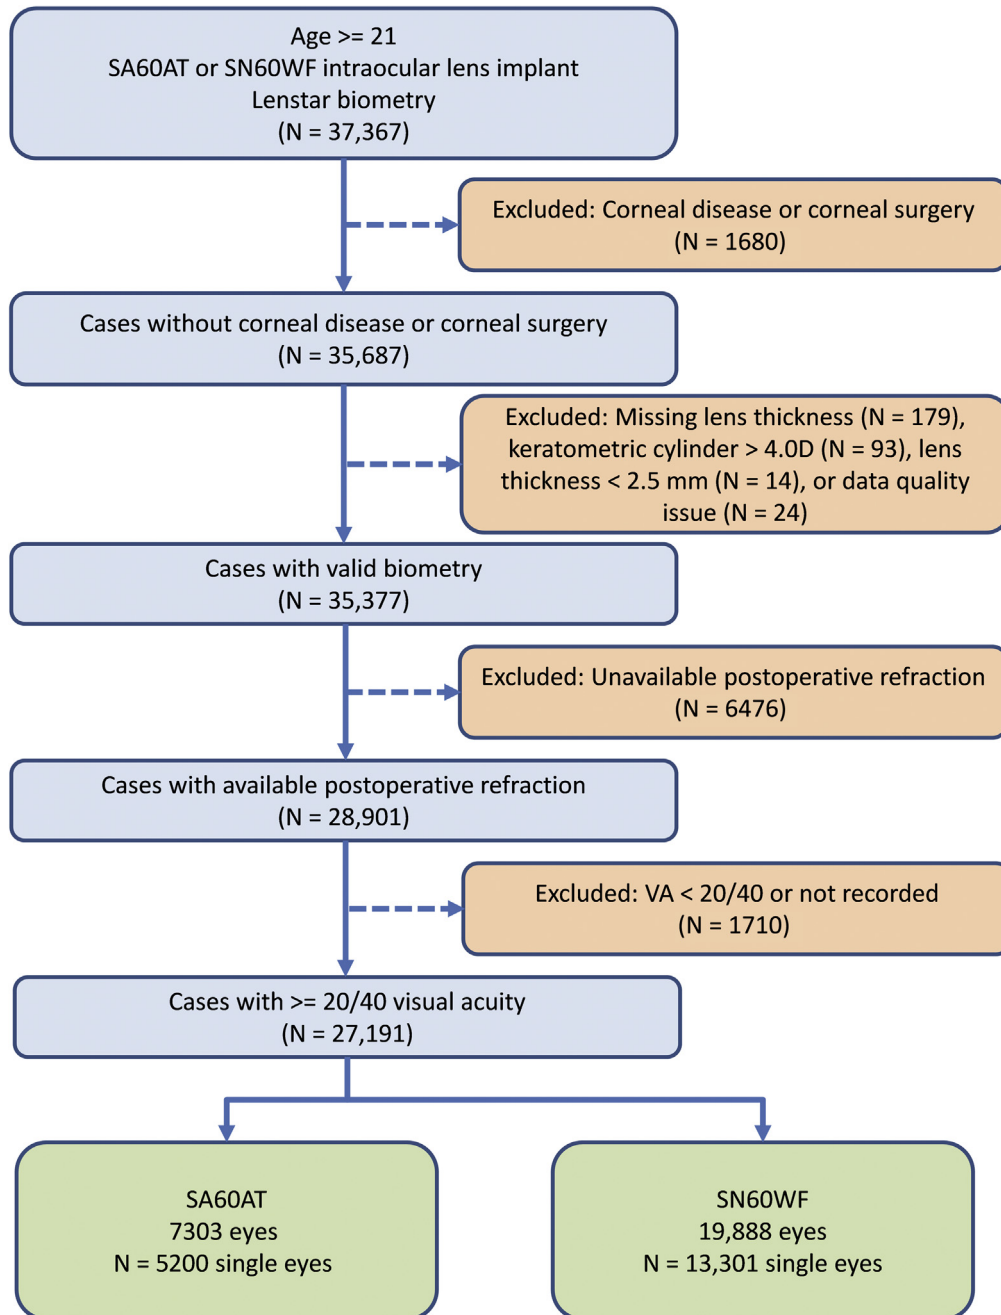 Age >= 21
SA60AT or SN60WF intraocular lens implant
Lenstar biometry
(N = 37,367)
Excluded: Corneal disease or corneal surgery
(N = 1680)
Cases without corneal disease or corneal surgery
(N = 35,687)
Excluded: Missing lens thickness (N = 179),
keratometric cylinder > 4.0D (N = 93), lens
thickness < 2.5 mm (N = 14), or data quality
issue (N = 24)
Cases with valid biometry
(N = 35,377)
Excluded: Unavailable postoperative refraction
(N = 6476)
Cases with available postoperative refraction
(N = 28,901)
Excluded: VA < 20/40 or not recorded
(N = 1710)
Cases with >= 20/40 visual acuity
(N = 27,191)
SA60AT
7303 eyes
N = 5200 single eyes
SN60WF
19,888 eyes
N = 13,301 single eyes